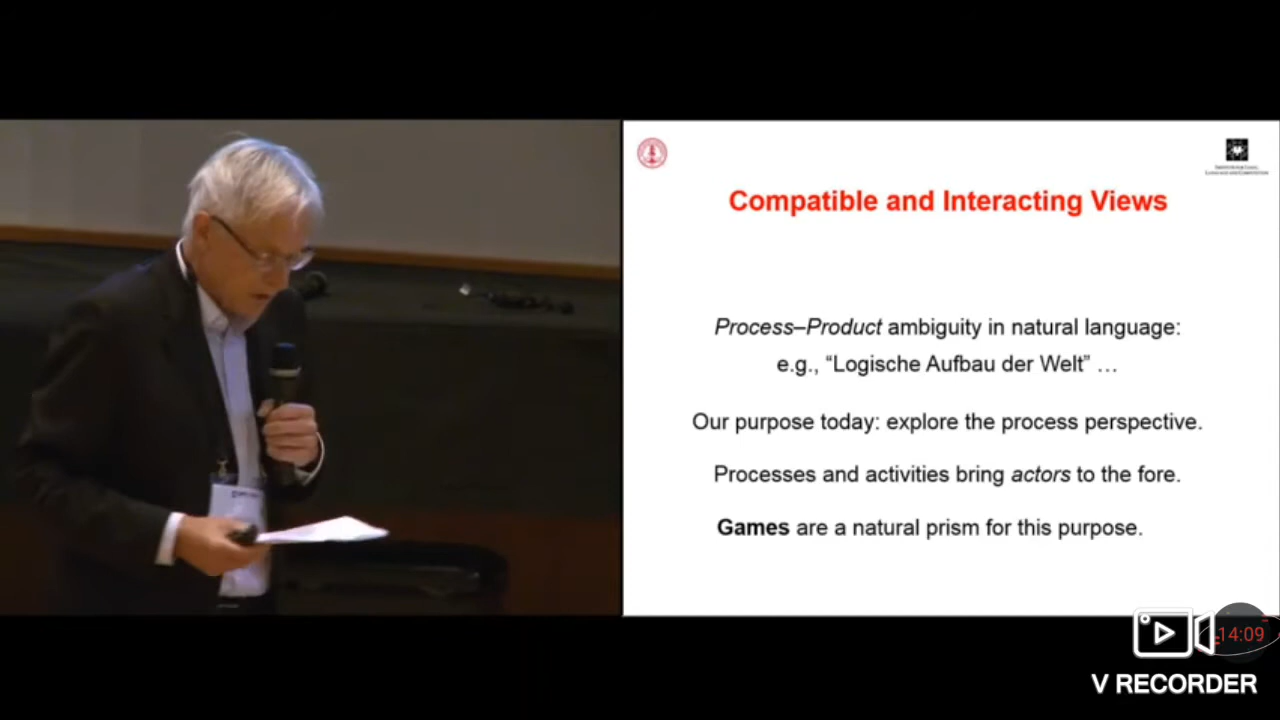 Compatible and Interacting Views
Process–Product ambiguity in natural language:
e.g., “Logische Aufbau der Welt” …
Our purpose today: explore the process perspective.
Processes and activities bring actors to the fore.
Games are a natural prism for this purpose.
14:09
V RECORDER